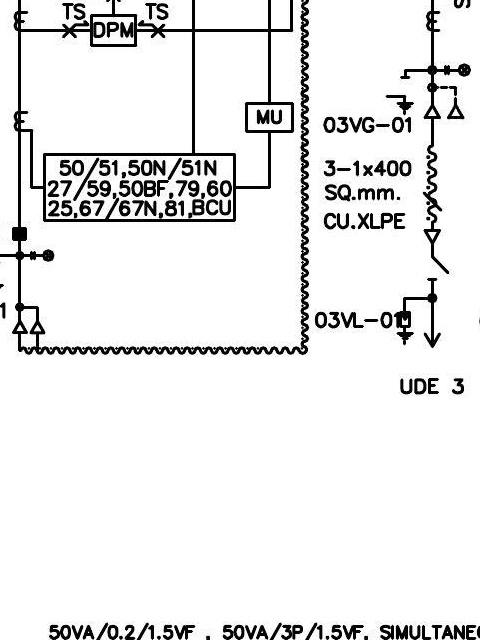 TS
TS
DPM
MU
03VG-01
50/51,50N/51N
27/59,50BF,79,60
25,67/67N,81,BCU
3-1x400
SQ.mm.
CU.XLPE
1
03VL-01
UDE 3
50VA/0.2/1.5VF , 50VA/3P/1.5VF, SIMULTANEO